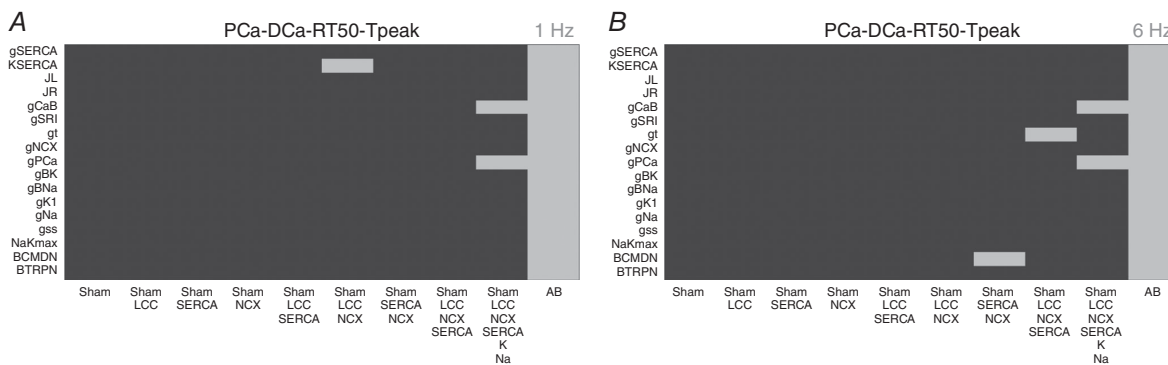 A
PCa-DCa-RT50-Tpeak
1 Hz
gSERCA
KSERCA
JL
JR
gCaB
gSRI
gt
gNCX
gPCa
gBK
gBNa
gK1
gNa
gss
NaKmax
BCMDN
BTRPN
Sham
Sham
LCC
Sham
SERCA
Sham
NCX
Sham
LCC
SERCA
Sham
LCC
NCX
Sham
SERCA
NCX
Sham
LCC
NCX
SERCA
Sham
LCC
NCX
SERCA
K
Na
AB
B
PCa-DCa-RT50-Tpeak
6 Hz
gSERCA
KSERCA
JL
JR
gCaB
gSRI
gt
gNCX
gPCa
gBK
gBNa
gK1
gNa
gss
NaKmax
BCMDN
BTRPN
Sham
Sham
LCC
Sham
SERCA
Sham
NCX
Sham
LCC
SERCA
Sham
LCC
NCX
Sham
SERCA
NCX
Sham
LCC
NCX
SERCA
Sham
LCC
NCX
SERCA
K
Na
AB